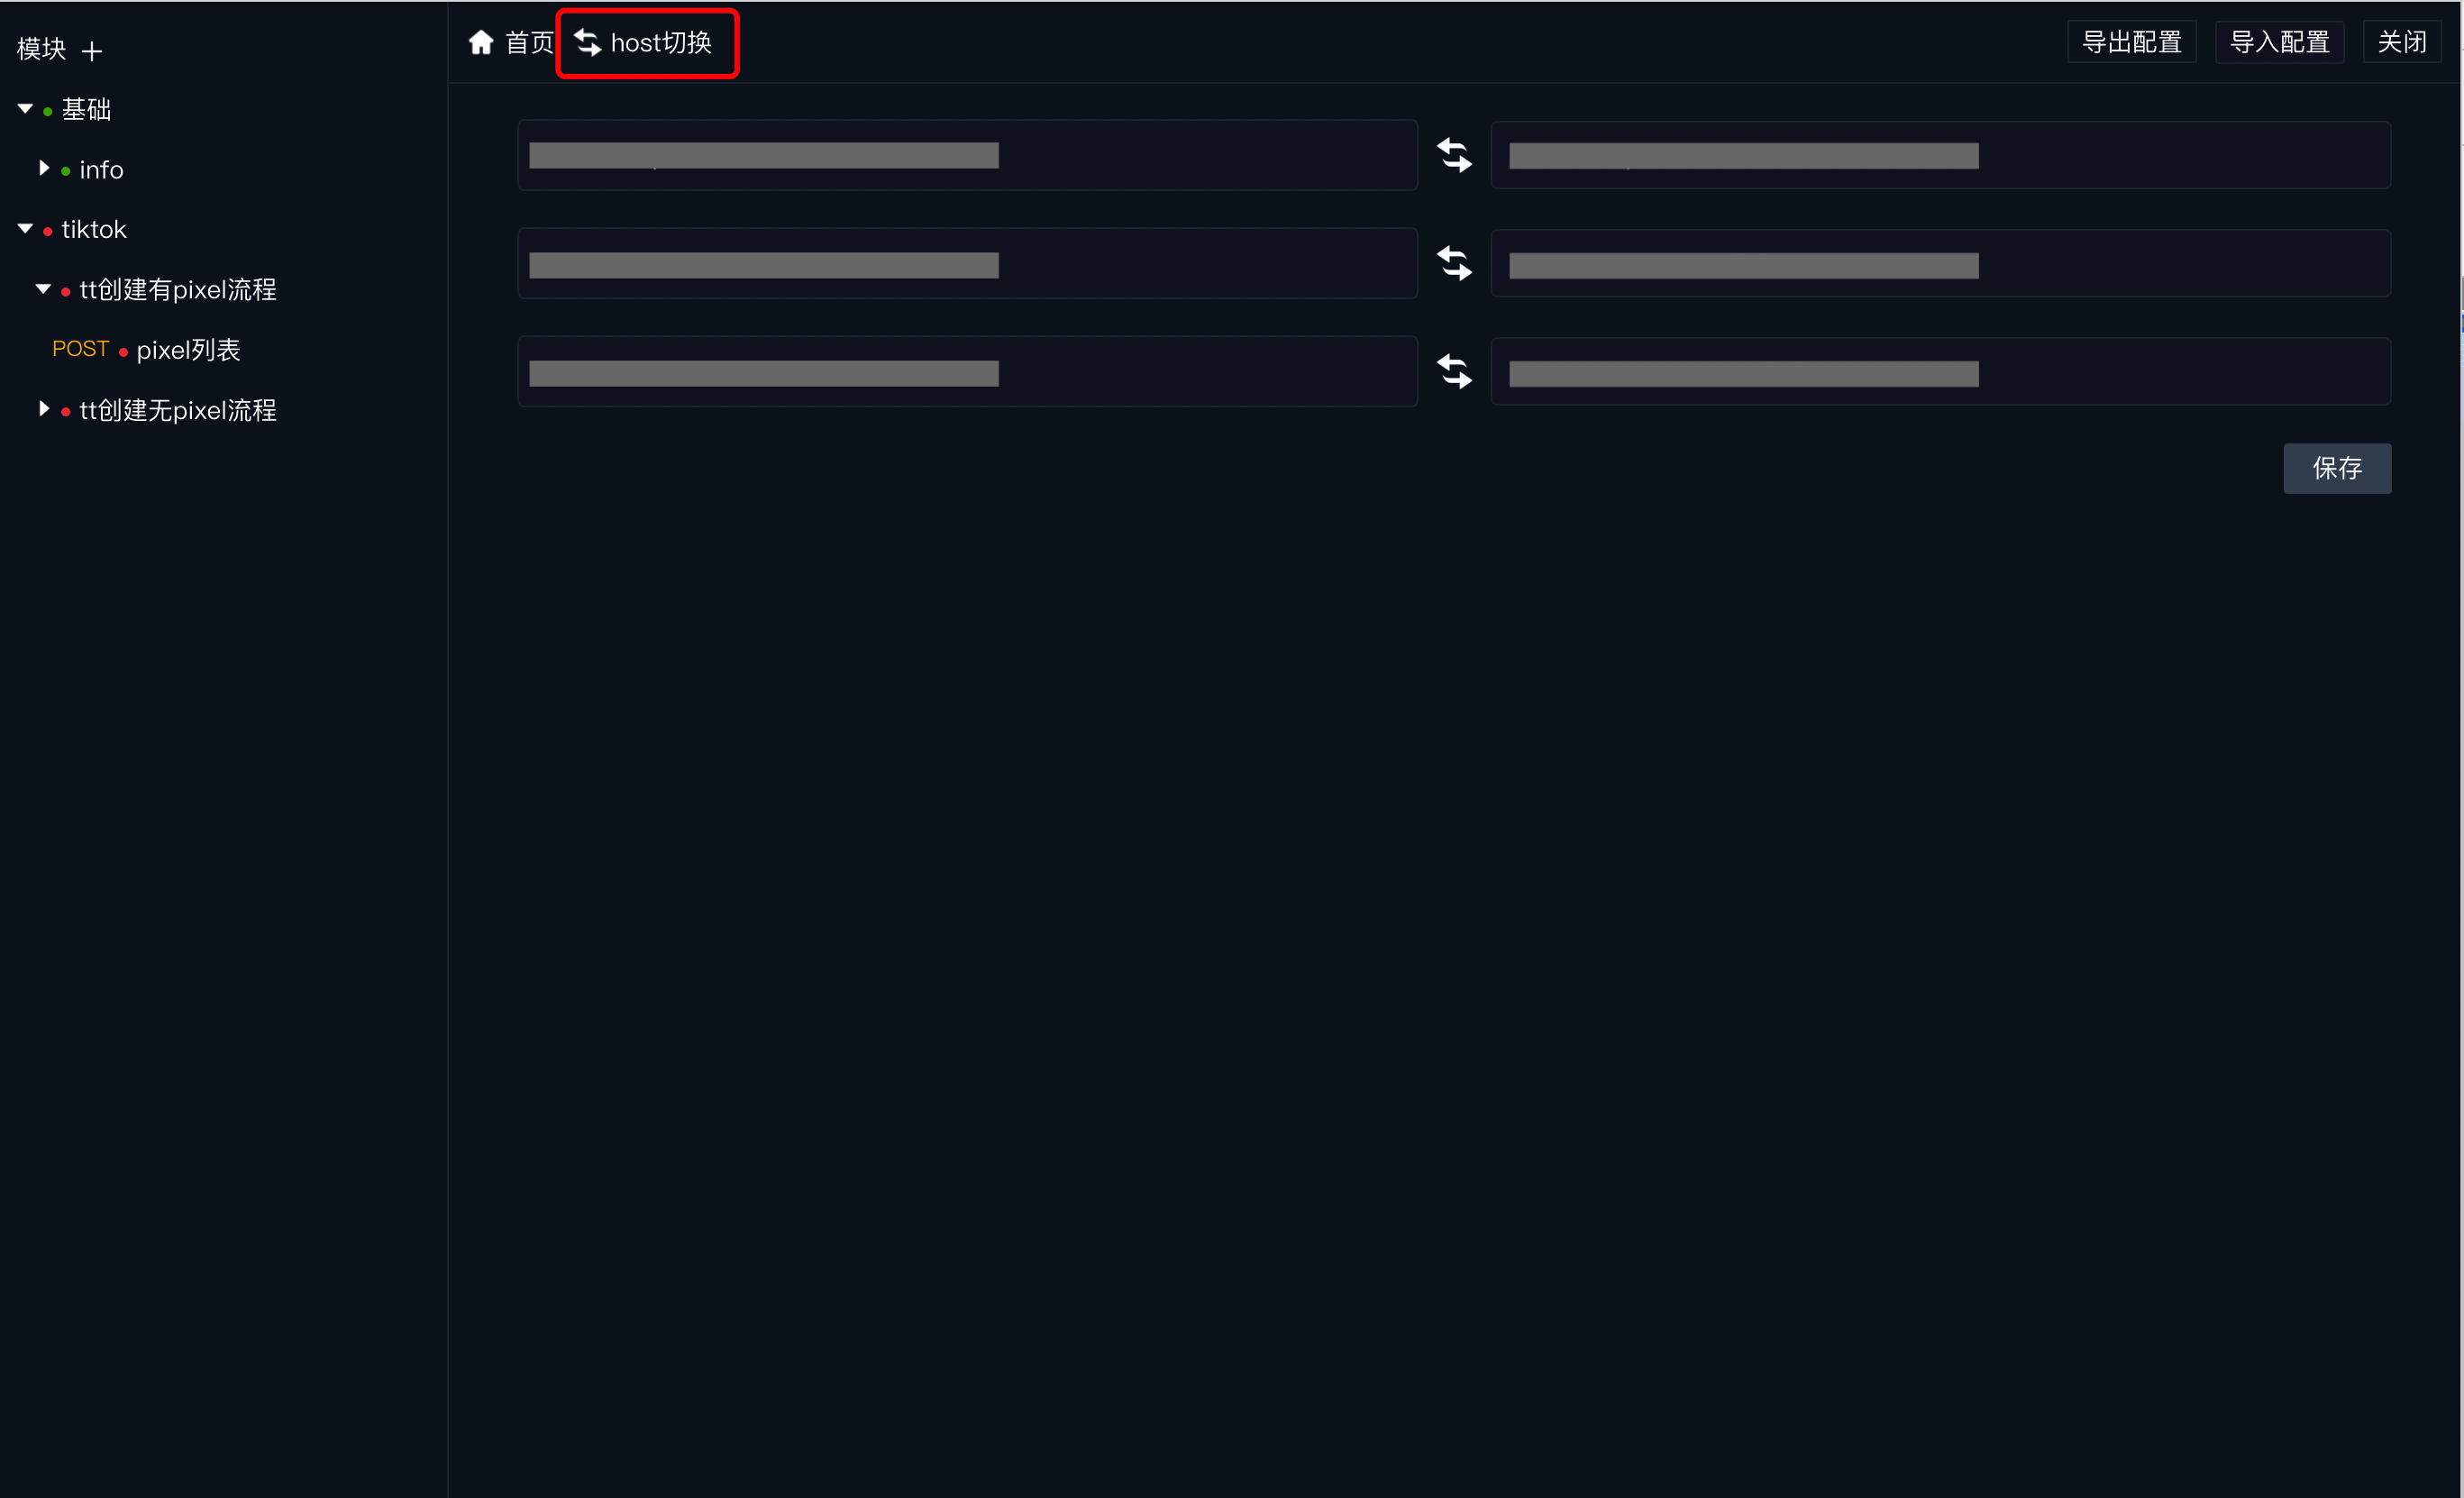 模块 +
基础
info
tiktok
tt创建有pixel流程
POST pixel列表
tt创建无pixel流程
首页 host切换
导出配置 导入配置 关闭
保存